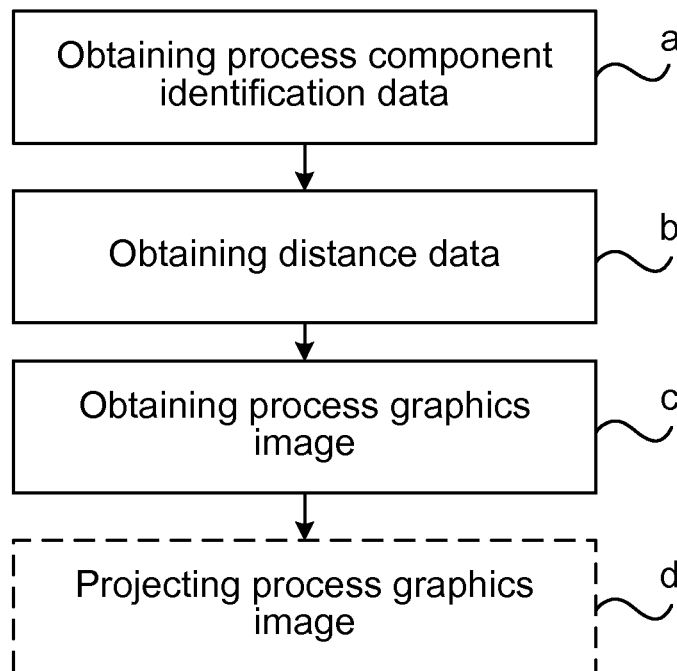 Obtaining process component
identification data
a
Obtaining distance data
b
Obtaining process graphics
image
c
Projecting process graphics
image
d